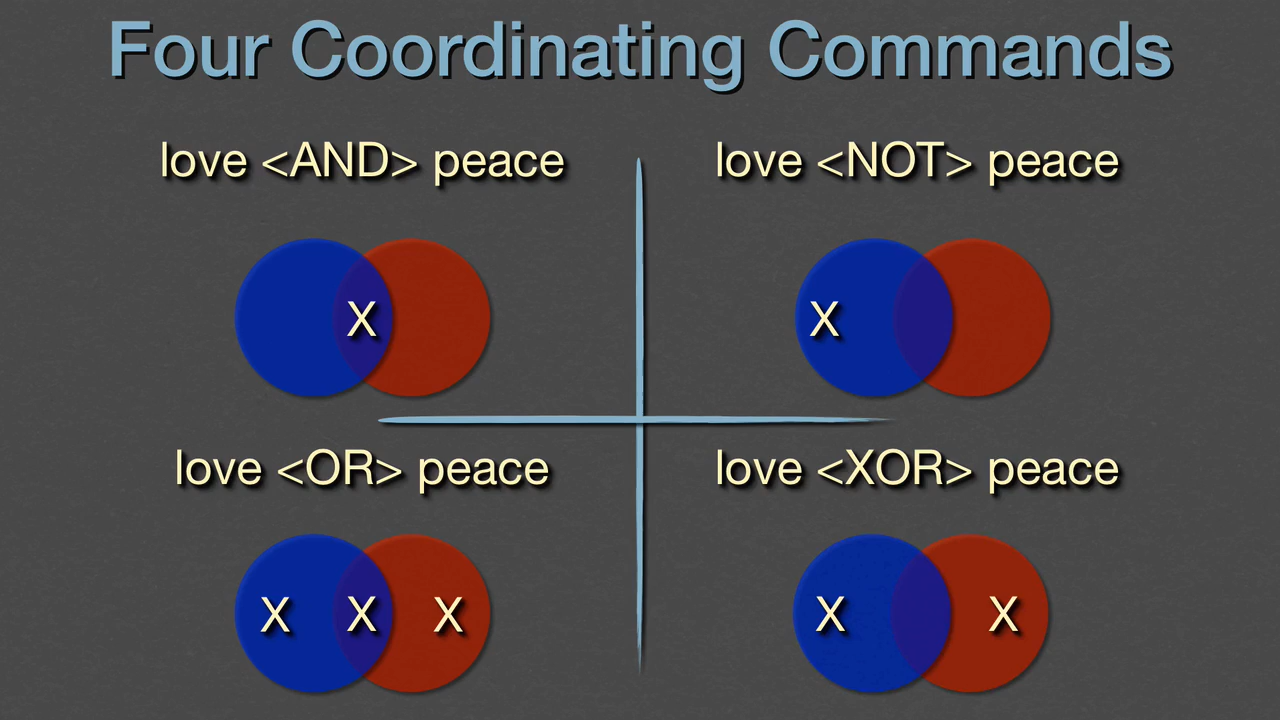 Four Coordinating Commands
love <AND> peace
love <NOT> peace
X
X
love <OR> peace
love <XOR> peace
X X X
X X